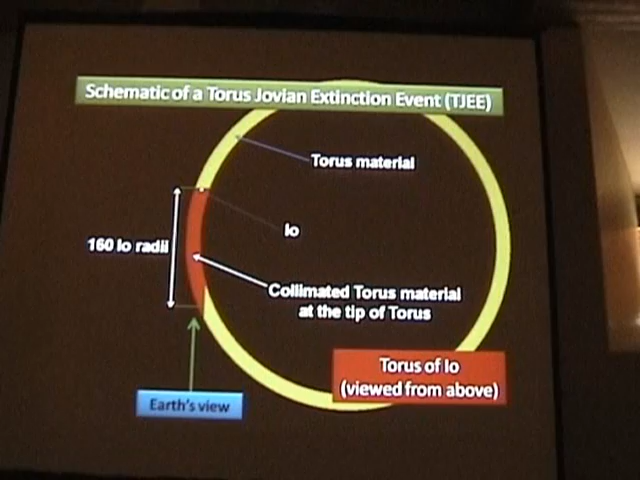 Schematic of a Torus Jovian Extinction Event (TJEE)
Torus material
Io
160 Io radii
Collimated Torus material
at the tip of Torus
Torus of Io
(viewed from above)
Earth's view